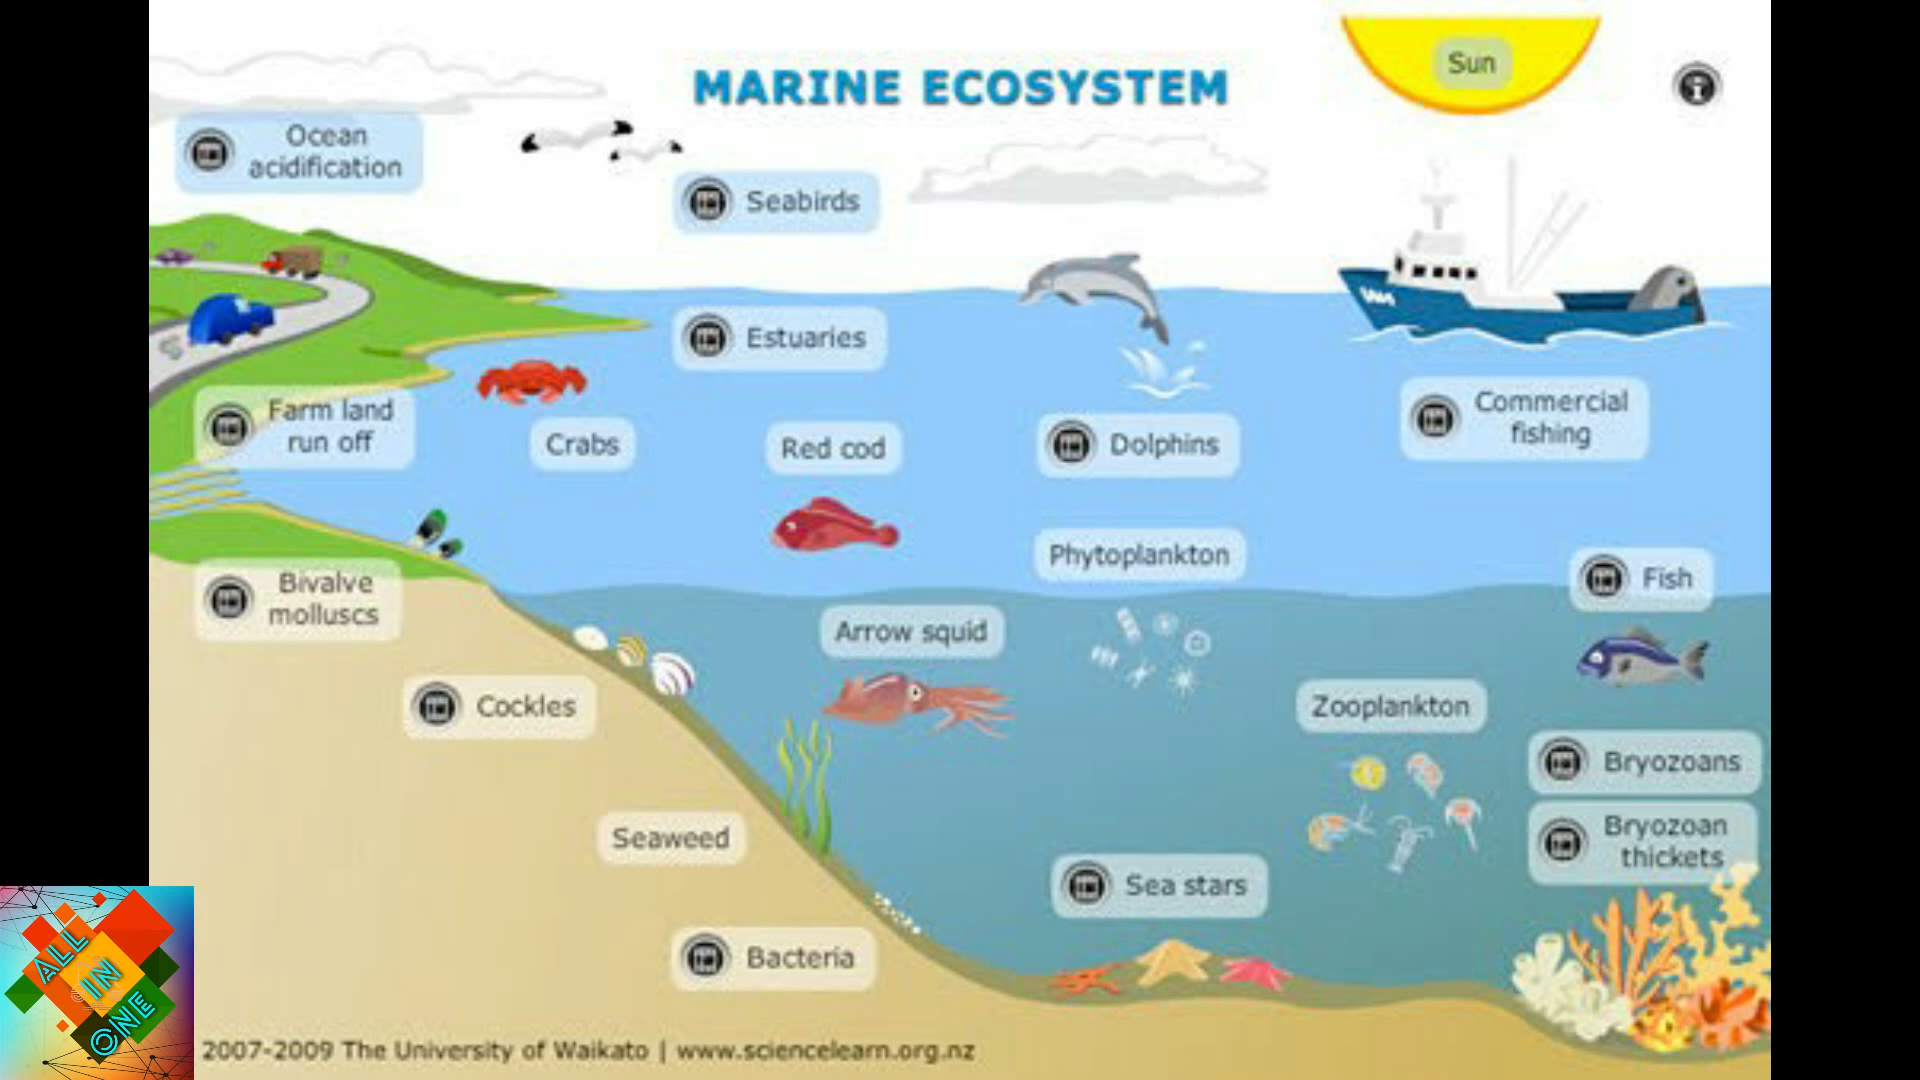 MARINE ECOSYSTEM
Sun
Ocean
acidification
Seabirds
Estuaries
Farm land
run off
Crabs
Red cod
Dolphins
Commercial
fishing
Phytoplankton
Fish
Bivalve
molluscs
Arrow squid
Cockles
Zooplankton
Bryozoans
Seaweed
Bryozoan
thickets
Sea stars
Bacteria
ALL
IN
ONE
2007-2009 The University of Waikato | www.sciencelearn.org.nz